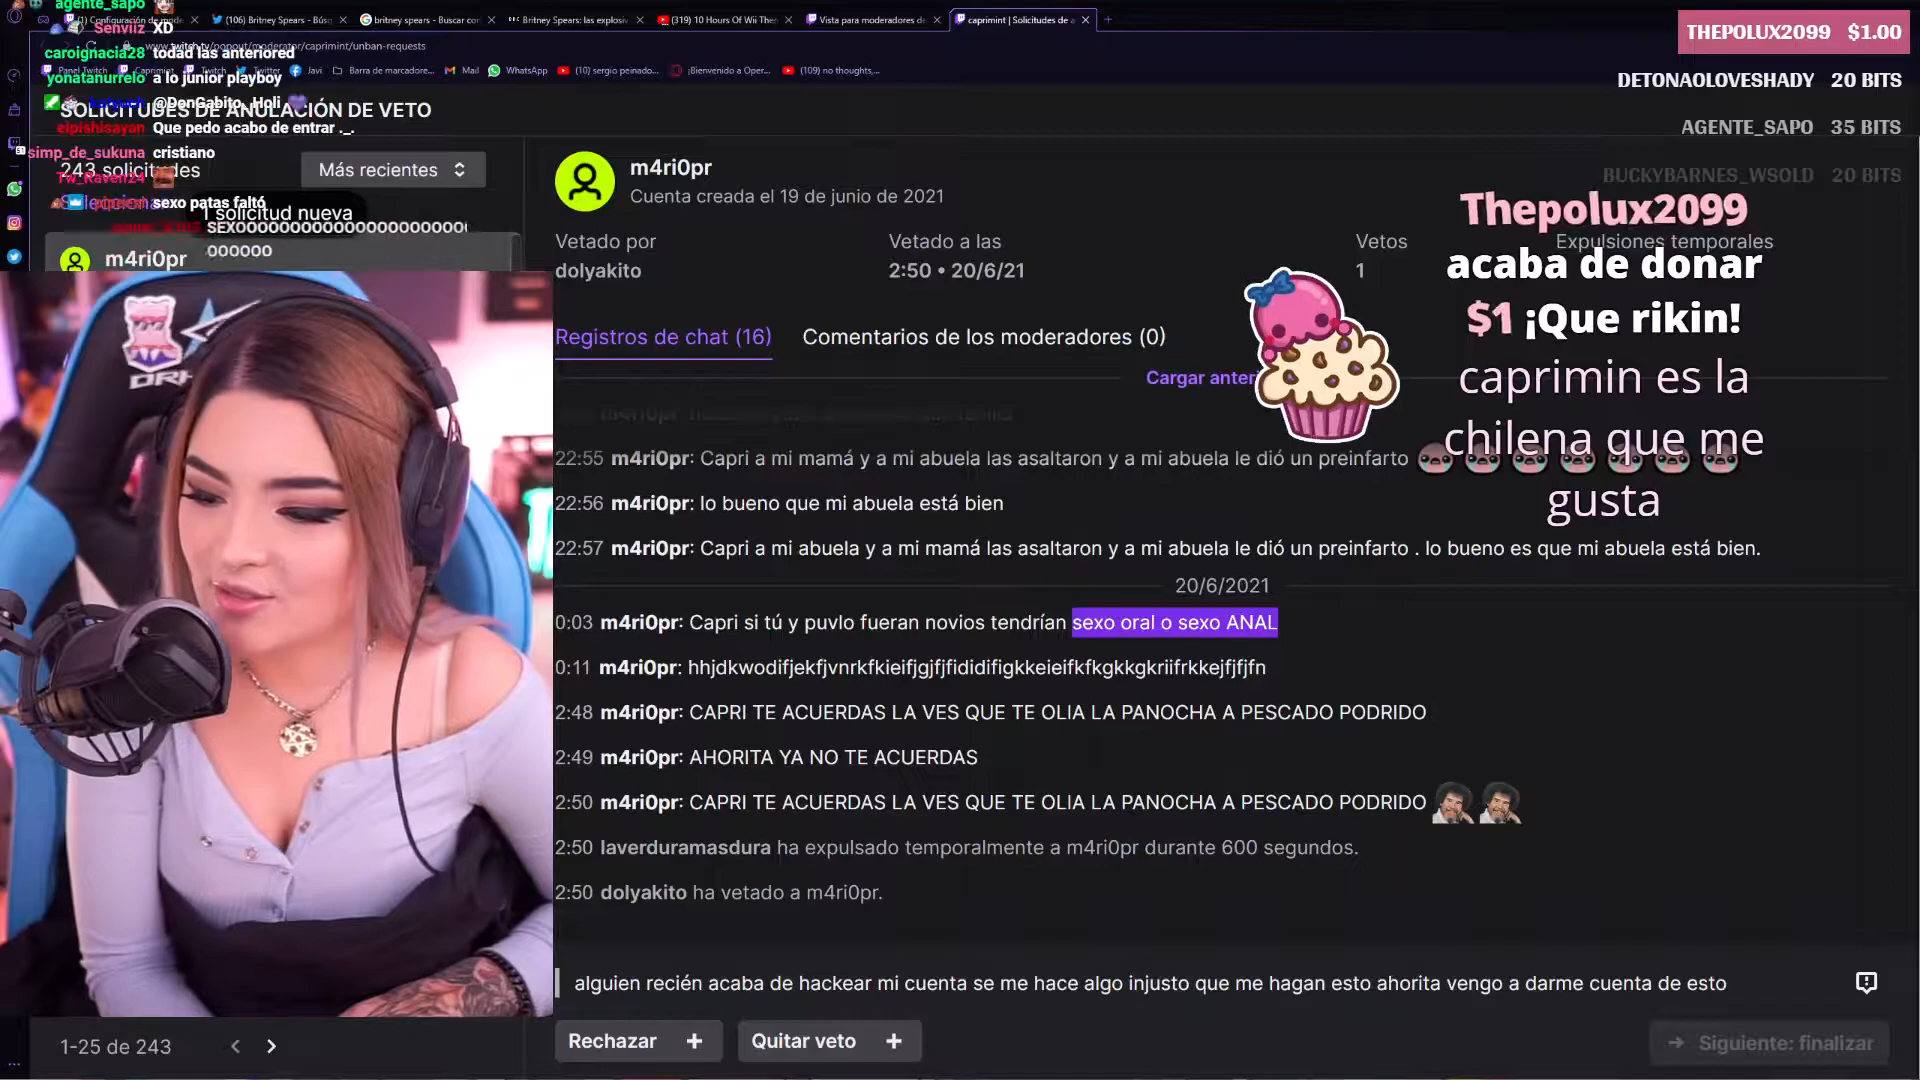 agente_sapo
Senviiz XD
caroignacia28 todad las anteriored
yonatanurrelo a lo junior playboy
@DonGabito_ Holi
elpishisayan Que pedo acabo de entrar ._.
simp_de_sukuna cristiano
Tw_Raven24
sexo patas faltó
(1) Configuración de mode
(106) Britney Spears - Búsq
britney spears - Buscar con
Britney Spears: las explosiv
(319) 10 Hours Of Wii Them
Vista para moderadores de
caprimint | Solicitudes de a
www.twitch.tv/popout/moderator/caprimint/unban-requests
Panel Twitch
Caprimint
Twitch
Twitter
Javi
Barra de marcadore...
Mail
WhatsApp
(10) sergio peinado...
¡Bienvenido a Oper...
(109) no thoughts,...
SOLICITUDES DE ANULACIÓN DE VETO
243 solicitudes
Más recientes
1 solicitud nueva
m4ri0pr
DRH
1-25 de 243
m4ri0pr
Cuenta creada el 19 de junio de 2021
Vetado por
dolyakito
Vetado a las
2:50 • 20/6/21
Vetos
1
Expulsiones temporales
Registros de chat (16)
Comentarios de los moderadores (0)
Cargar anteri
22:55 m4ri0pr: Capri a mi mamá y a mi abuela las asaltaron y a mi abuela le dió un preinfarto
22:56 m4ri0pr: lo bueno que mi abuela está bien
22:57 m4ri0pr: Capri a mi abuela y a mi mamá las asaltaron y a mi abuela le dió un preinfarto . lo bueno es que mi abuela está bien.
20/6/2021
0:03 m4ri0pr: Capri si tú y puvlo fueran novios tendrían sexo oral o sexo ANAL
0:11 m4ri0pr: hhjdkwodifjekfjvnrkfkieifjgjfjfididifigkkeieifkfkgkkgkriifrkkejfjfjfn
2:48 m4ri0pr: CAPRI TE ACUERDAS LA VES QUE TE OLIA LA PANOCHA A PESCADO PODRIDO
2:49 m4ri0pr: AHORITA YA NO TE ACUERDAS
2:50 m4ri0pr: CAPRI TE ACUERDAS LA VES QUE TE OLIA LA PANOCHA A PESCADO PODRIDO
2:50 laverduramasdura ha expulsado temporalmente a m4ri0pr durante 600 segundos.
2:50 dolyakito ha vetado a m4ri0pr.
alguien recién acaba de hackear mi cuenta se me hace algo injusto que me hagan esto ahorita vengo a darme cuenta de esto
Rechazar +
Quitar veto +
Siguiente: finalizar
THEPOLUX2099 $1.00
DETONAOLOVESHADY 20 BITS
AGENTE_SAPO 35 BITS
BUCKYBARNES_WSOLD 20 BITS
Thepolux2099
acaba de donar
$1 ¡Que rikin!
caprimin es la
chilena que me
gusta